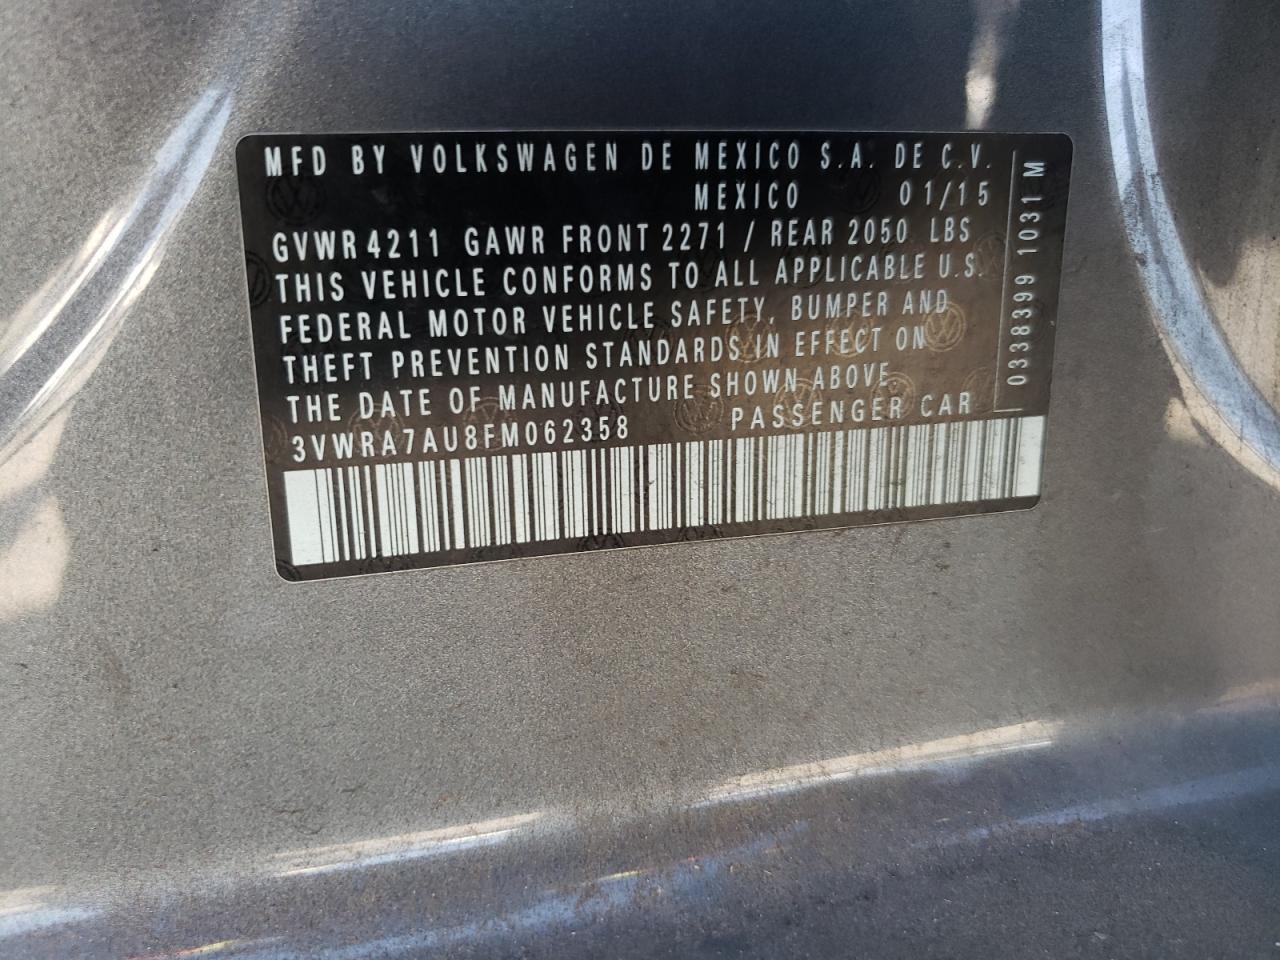 MFD BY VOLKSWAGEN DE MEXICO S.A. DE C.V.
MEXICO 01/15
GVWR 4211 GAWR FRONT 2271 / REAR 2050 LBS
THIS VEHICLE CONFORMS TO ALL APPLICABLE U.S.
FEDERAL MOTOR VEHICLE SAFETY, BUMPER AND
THEFT PREVENTION STANDARDS IN EFFECT ON
THE DATE OF MANUFACTURE SHOWN ABOVE.
3VWRA7AU8FM062358 PASSENGER CAR
0338399 1031 M